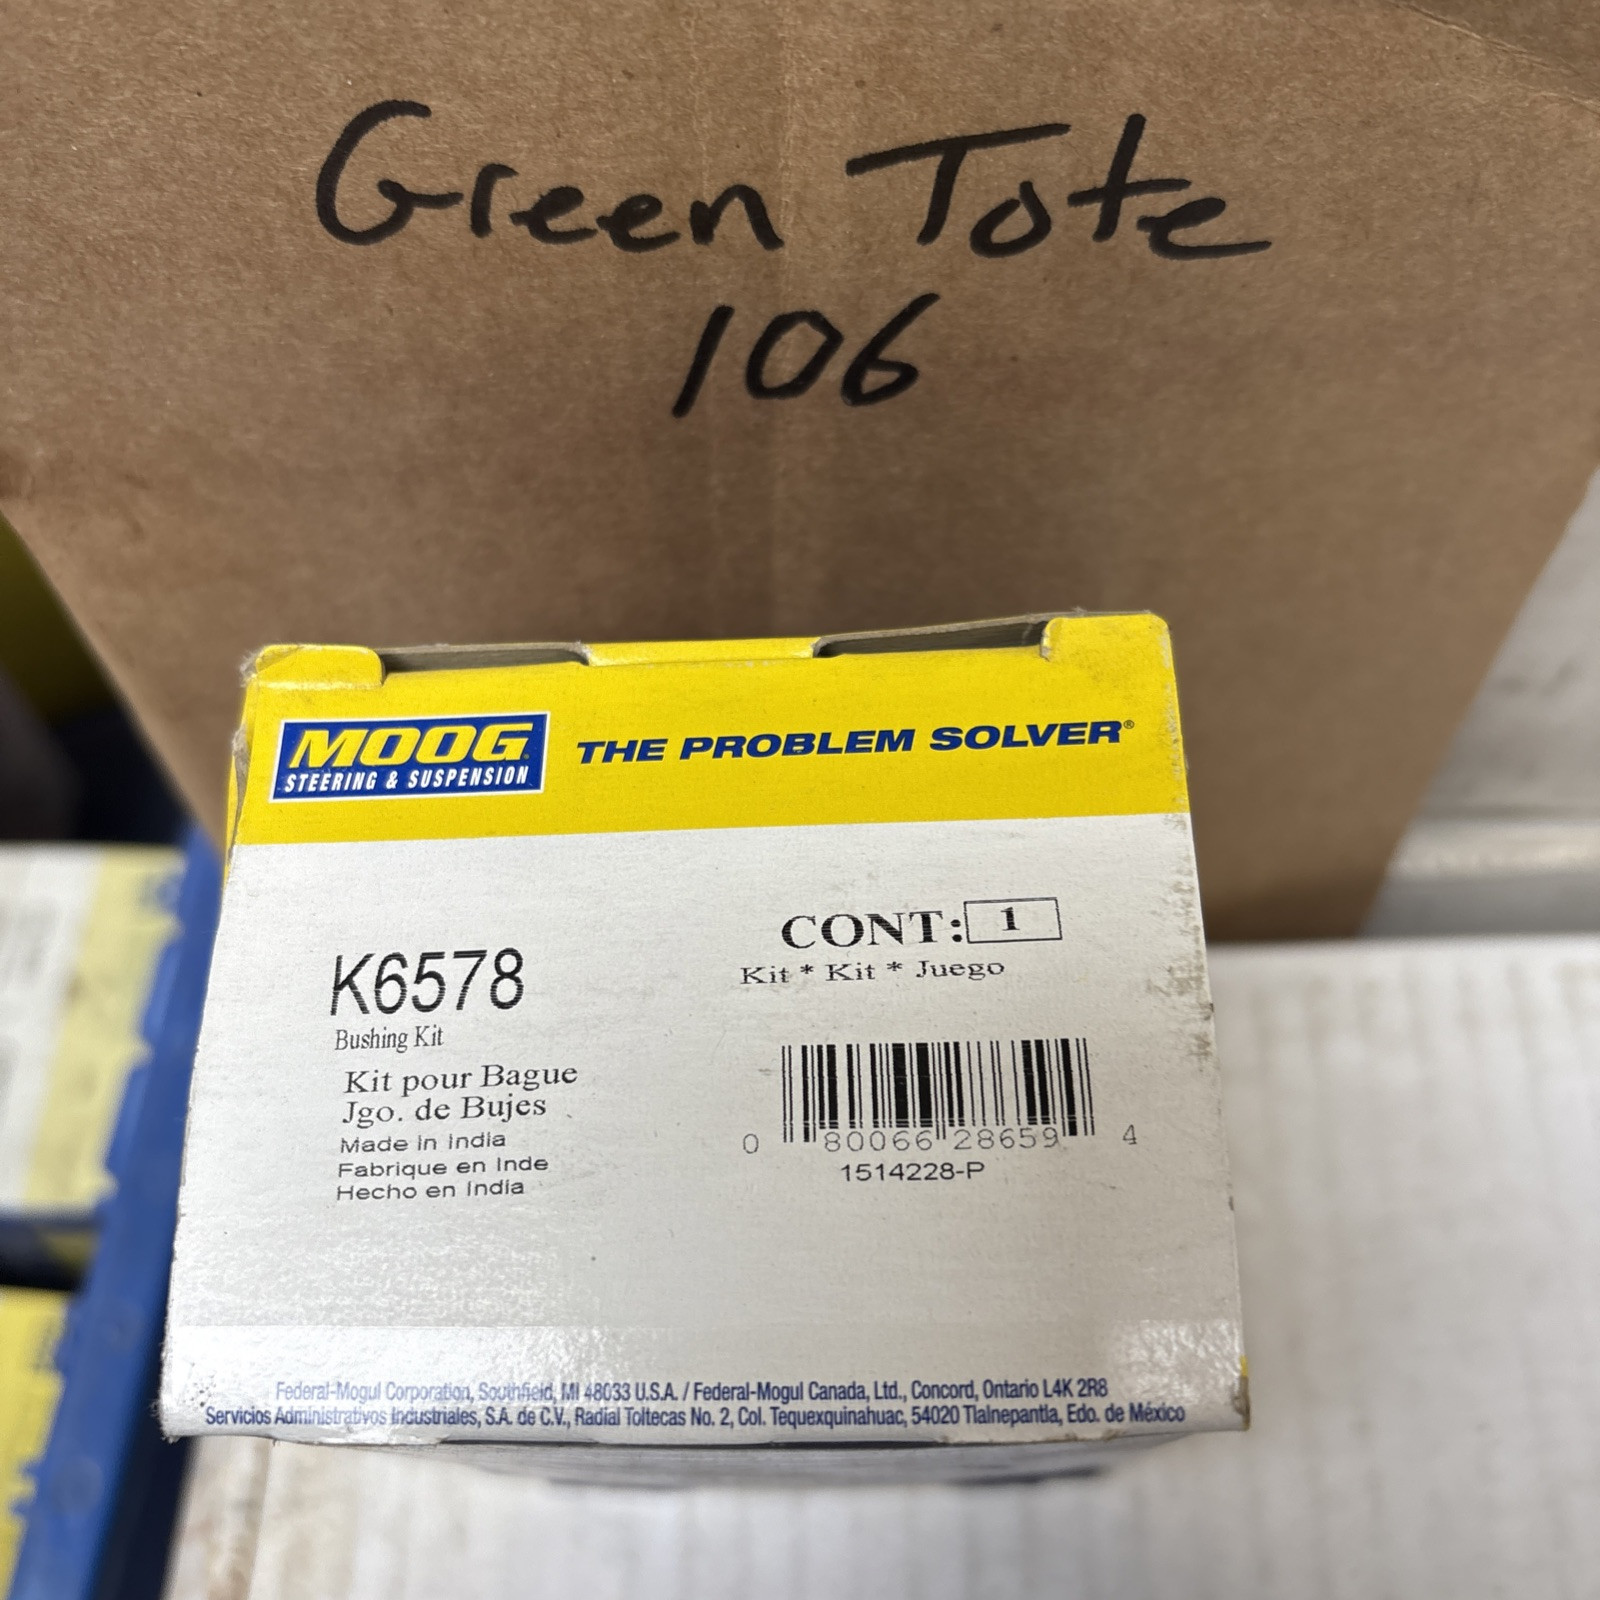 Green Tote
106
MOOG
STEERING & SUSPENSION
THE PROBLEM SOLVER®
CONT: 1
Kit * Kit * Juego
K6578
Bushing Kit
Kit pour Bague
Jgo. de Bujes
Made in India
Fabrique en Inde
Hecho en India
0 80066 28659 4
1514228-P
Federal-Mogul Corporation, Southfield, MI 48033 U.S.A. / Federal-Mogul Canada, Ltd., Concord, Ontario L4K 2R8
Servicios Administrativos Industriales, S.A. de C.V., Radial Toltecas No. 2, Col. Tequexquinahuac, 54020 Tlalnepantla, Edo. de México